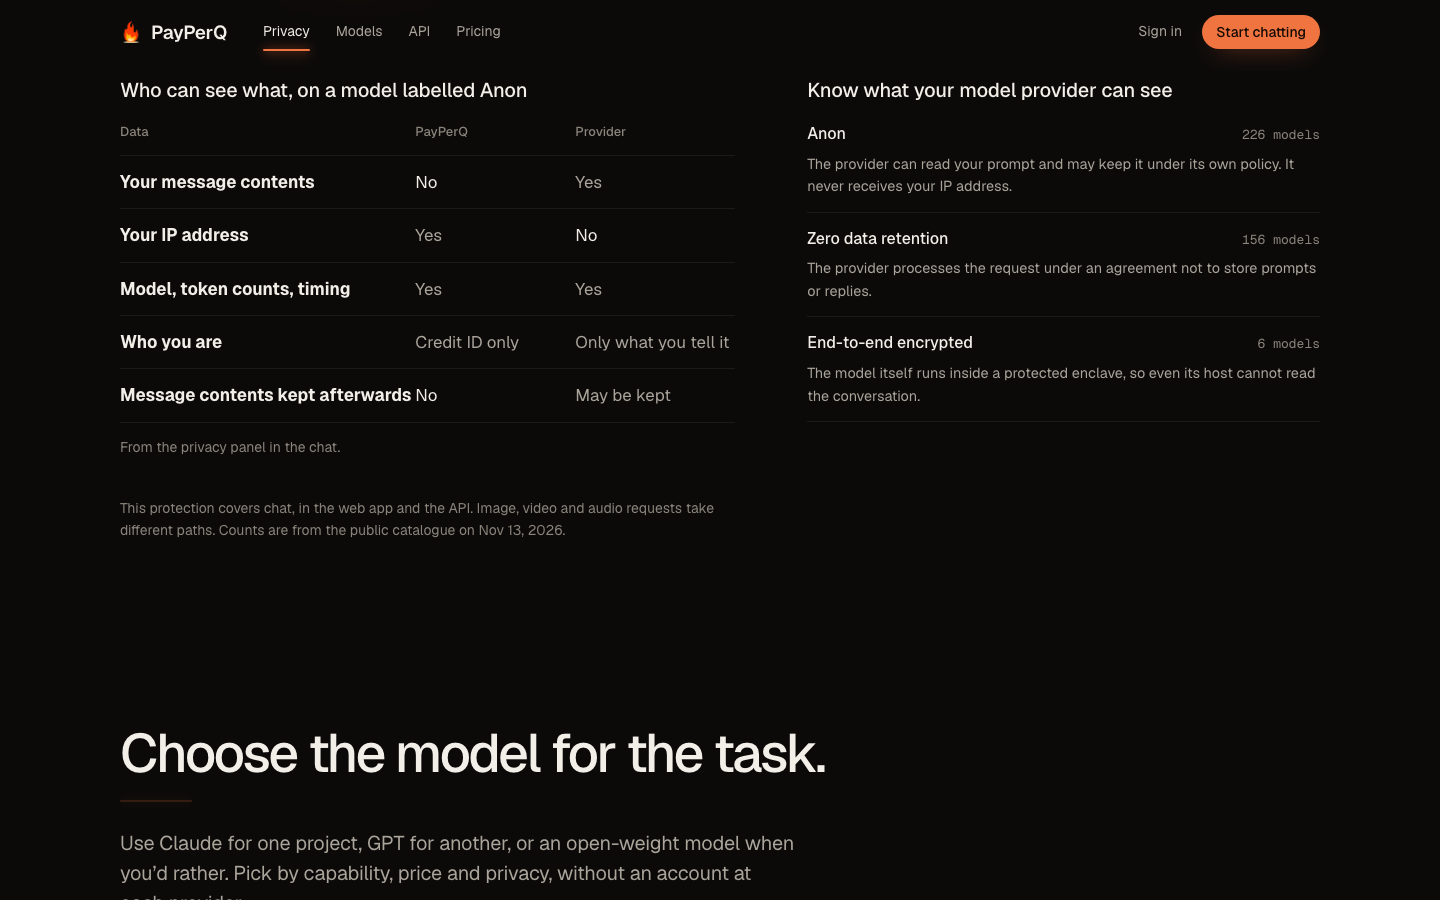 PayPerQ
Privacy
Models
API
Pricing
Sign in
Start chatting
Who can see what, on a model labelled Anon
Data PayPerQ Provider
Your message contents No Yes
Your IP address Yes No
Model, token counts, timing Yes Yes
Who you are Credit ID only Only what you tell it
Message contents kept afterwards No May be kept
From the privacy panel in the chat.
This protection covers chat, in the web app and the API. Image, video and audio requests take
different paths. Counts are from the public catalogue on Nov 13, 2026.
Know what your model provider can see
Anon 226 models
The provider can read your prompt and may keep it under its own policy. It
never receives your IP address.
Zero data retention 156 models
The provider processes the request under an agreement not to store prompts
or replies.
End-to-end encrypted 6 models
The model itself runs inside a protected enclave, so even its host cannot read
the conversation.
Choose the model for the task.
Use Claude for one project, GPT for another, or an open-weight model when
you’d rather. Pick by capability, price and privacy, without an account at